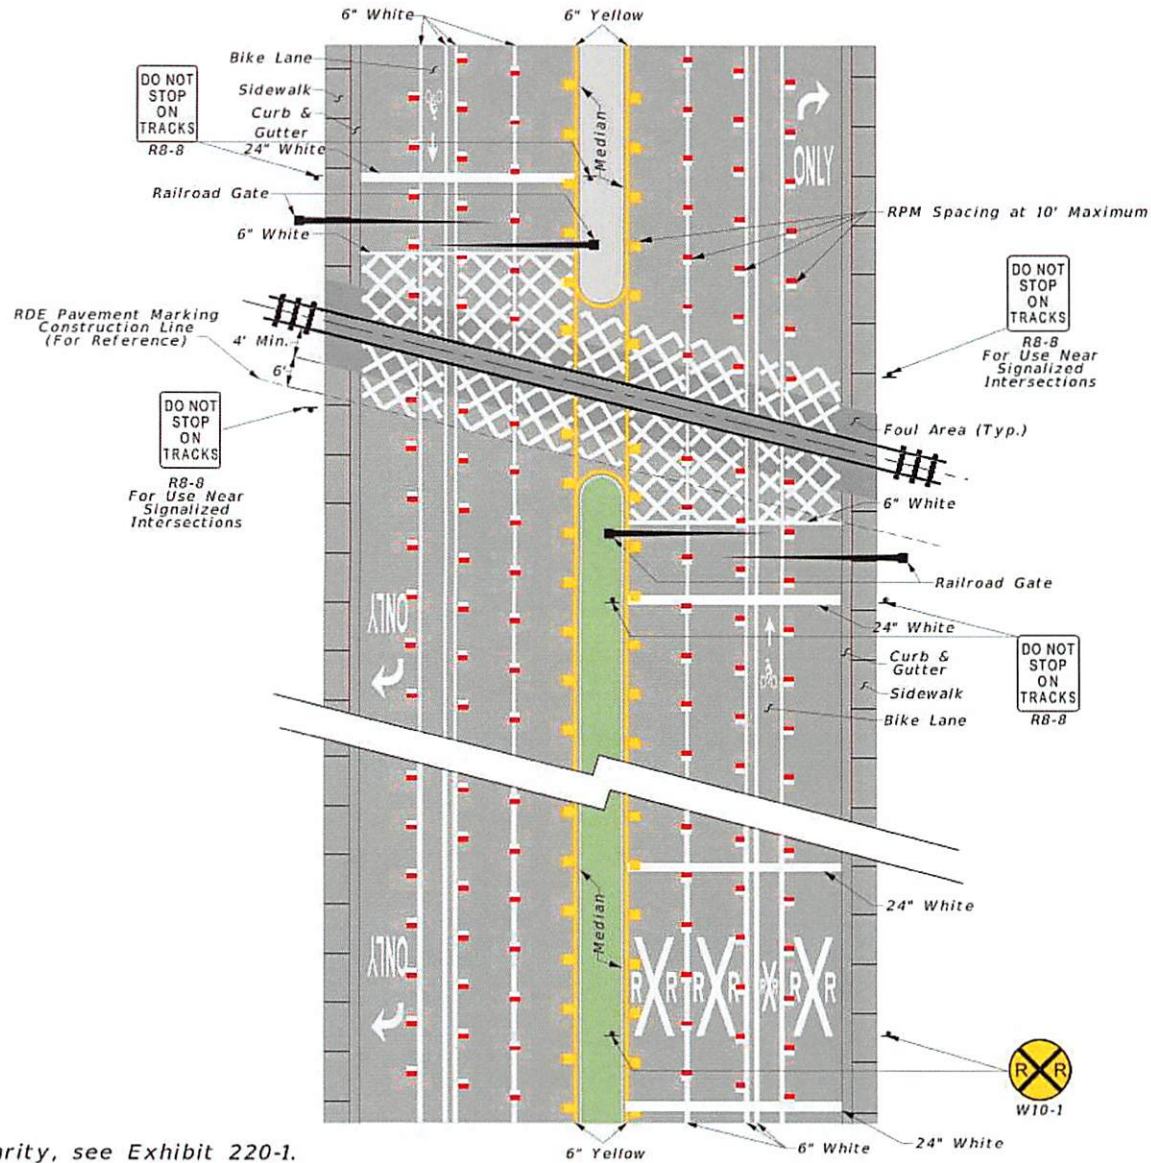 6" White
6" Yellow
Bike Lane
DO NOT
STOP
ON
TRACKS
R8-8
Sidewalk
Curb &
Gutter
24" White
Median
ONLY
Railroad Gate
RPM Spacing at 10' Maximum
6" White
DO NOT
STOP
ON
TRACKS
R8-8
For Use Near
Signalized
Intersections
RDE Pavement Marking
Construction Line
(For Reference)
4' Min.
6'
DO NOT
STOP
ON
TRACKS
R8-8
For Use Near
Signalized
Intersections
Foul Area (Typ.)
6" White
Railroad Gate
ONLY
24" White
DO NOT
STOP
ON
TRACKS
R8-8
Curb &
Gutter
Sidewalk
Bike Lane
24" White
Median
ONLY
R R R R R R R R
R R
W10-1
6" White
24" White
6" Yellow
arity, see Exhibit 220-1.